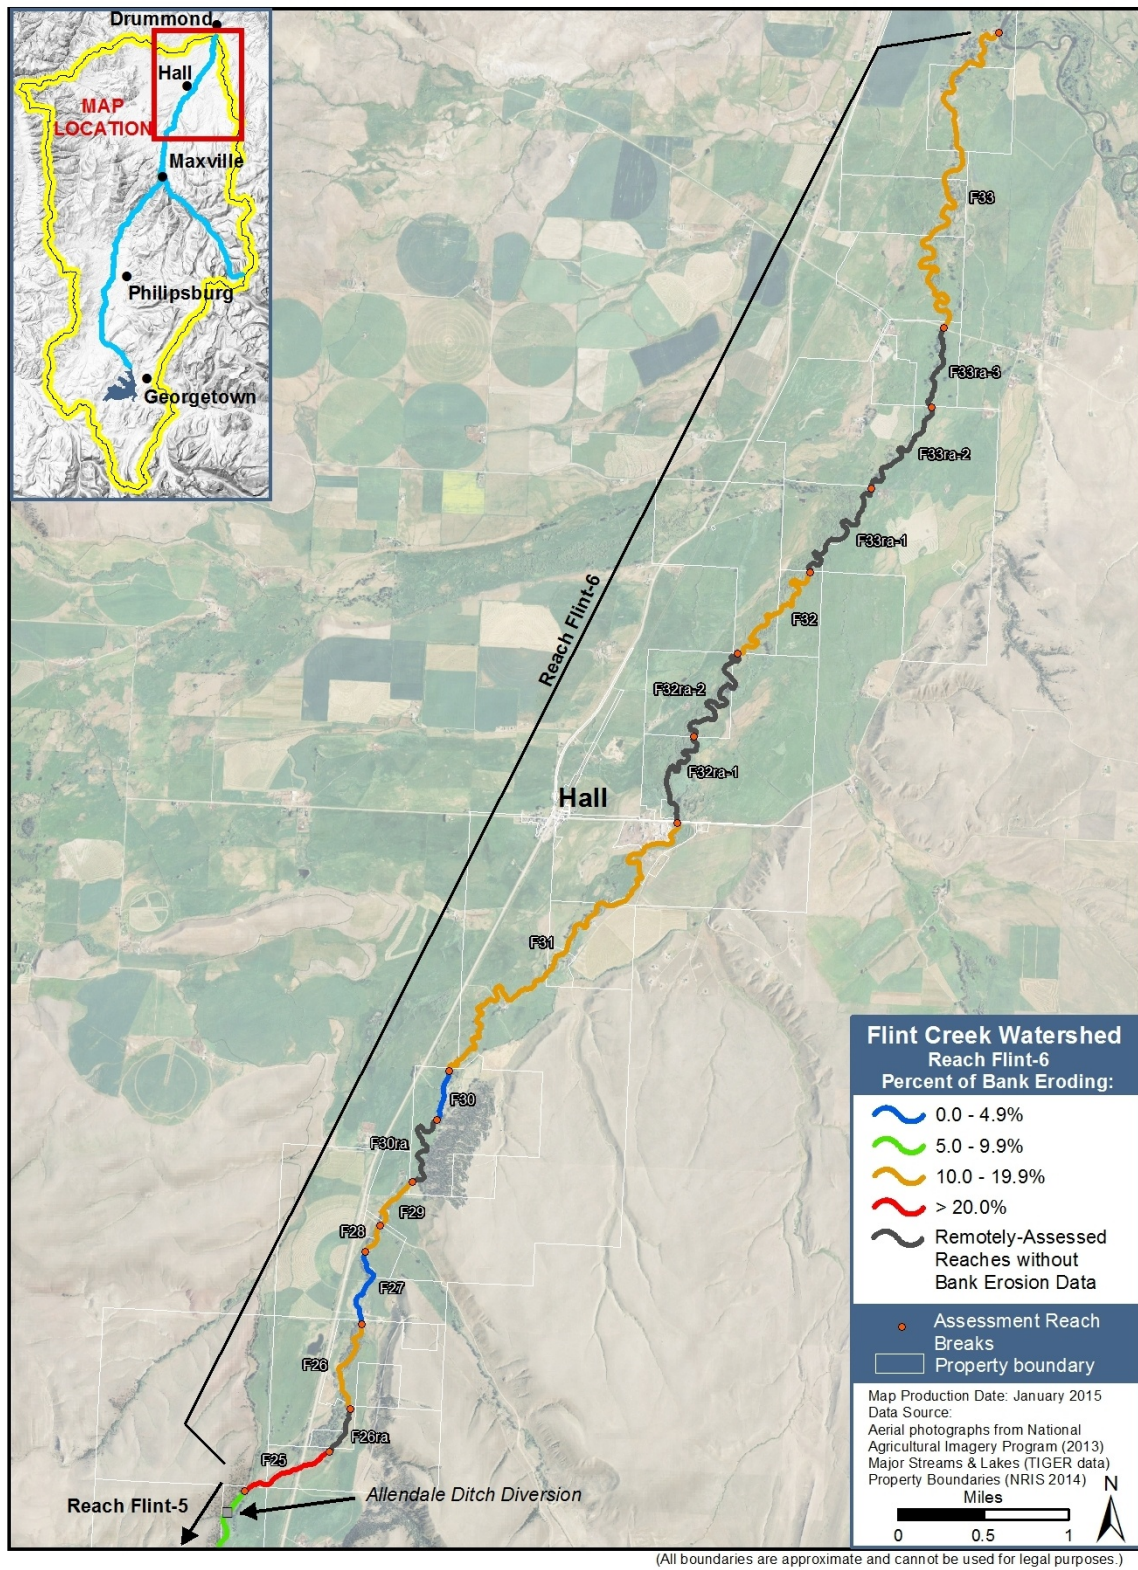 Drummond
Hall
MAP
LOCATION
Maxville
Philipsburg
Georgetown
F33
F33ra-3
F33ra-2
F33ra-1
Reach Flint-6
F32
F32ra-2
F32ra-1
Hall
F31
F30
F30ra
F29
F28
F27
F26
F26ra
F25
Reach Flint-5
Allendale Ditch Diversion
Flint Creek Watershed
Reach Flint-6
Percent of Bank Eroding:
0.0 - 4.9%
5.0 - 9.9%
10.0 - 19.9%
> 20.0%
Remotely-Assessed
Reaches without
Bank Erosion Data
Assessment Reach
Breaks
Property boundary
Map Production Date: January 2015
Data Source:
Aerial photographs from National
Agricultural Imagery Program (2013)
Major Streams & Lakes (TIGER data)
Property Boundaries (NRIS 2014)
Miles
N
0 0.5 1
(All boundaries are approximate and cannot be used for legal purposes.)